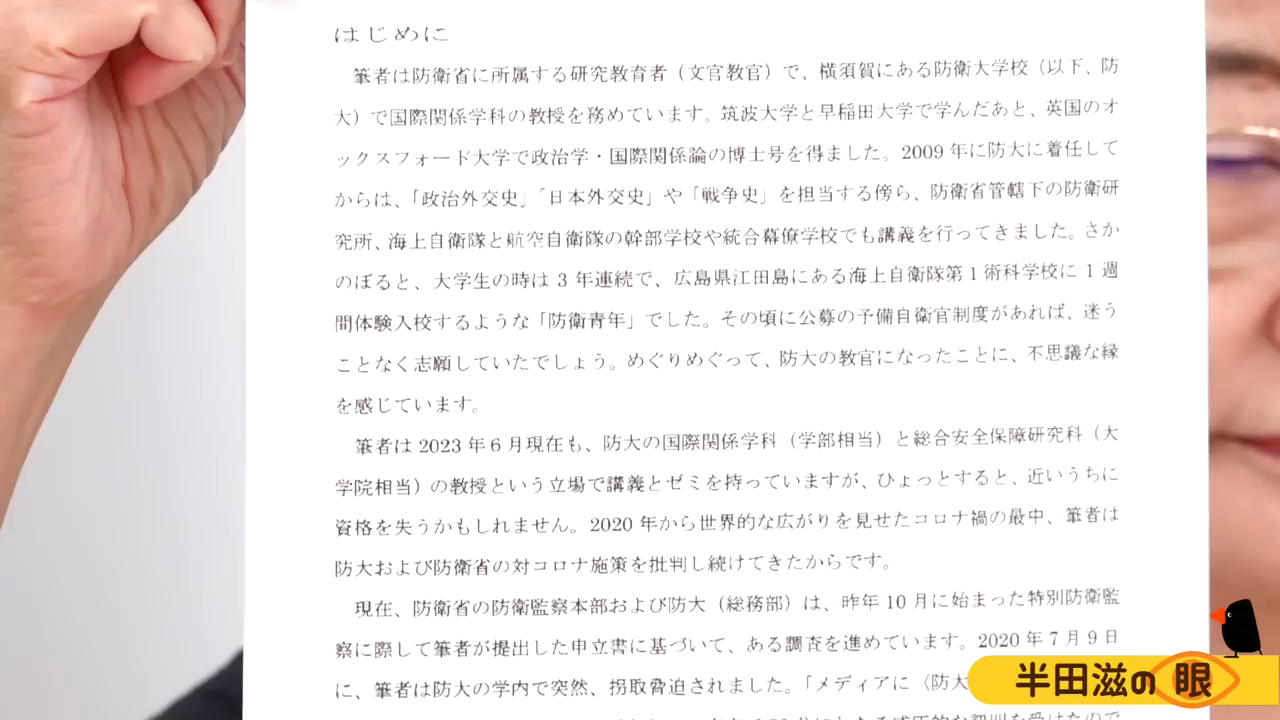 はじめに
筆者は防衛省に所属する研究教育者（文官教官）で、横須賀にある防衛大学校（以下、防
大）で国際関係学科の教授を務めています。筑波大学と早稲田大学で学んだあと、英国のオ
ックスフォード大学で政治学・国際関係論の博士号を得ました。2009 年に防大に着任して
からは、「政治外交史」「日本外交史」や「戦争史」を担当する傍ら、防衛省管轄下の防衛研
究所、海上自衛隊と航空自衛隊の幹部学校や統合幕僚学校でも講義を行ってきました。さか
のぼると、大学生の時は 3 年連続で、広島県江田島にある海上自衛隊第 1 術科学校に 1 週
間体験入校するような「防衛青年」でした。その頃に公募の予備自衛官制度があれば、迷う
ことなく志願していたでしょう。めぐりめぐって、防大の教官になったことに、不思議な縁
を感じています。
筆者は 2023 年 6 月現在も、防大の国際関係学科（学部相当）と総合安全保障研究科（大
学院相当）の教授という立場で講義とゼミを持っていますが、ひょっとすると、近いうちに
資格を失うかもしれません。2020 年から世界的な広がりを見せたコロナ禍の最中、筆者は
防大および防衛省の対コロナ施策を批判し続けてきたからです。
現在、防衛省の防衛監察本部および防大（総務部）は、昨年 10 月に始まった特別防衛監
察に際して筆者が提出した申立書に基づいて、ある調査を進めています。2020 年 7 月 9 日
に、筆者は防大の学内で突然、拐取脅迫されました。「メディアに〈防大
半田滋の眼